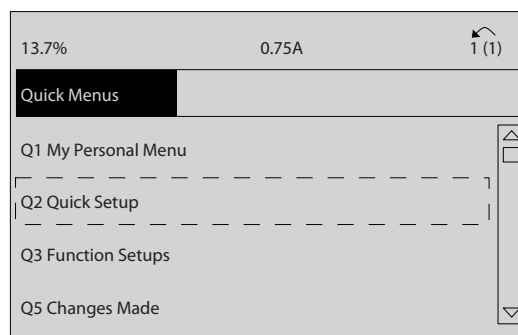 13.7% 0.75A 1 (1)
Quick Menus
Q1 My Personal Menu
Q2 Quick Setup
Q3 Function Setups
Q5 Changes Made